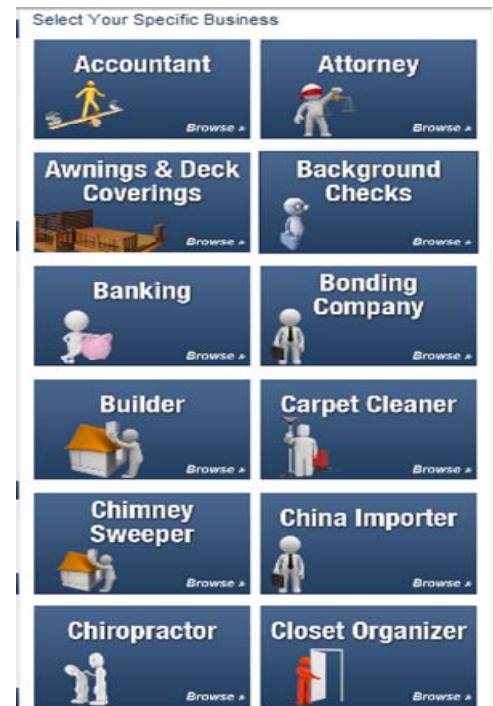 Select Your Specific Business
Accountant
Browse »
Attorney
Browse »
Awnings & Deck
Coverings
Browse »
Background
Checks
Browse »
Banking
Browse »
Bonding
Company
Browse »
Builder
Browse »
Carpet Cleaner
Browse »
Chimney
Sweeper
Browse »
China Importer
Browse »
Chiropractor
Browse »
Closet Organizer
Browse »